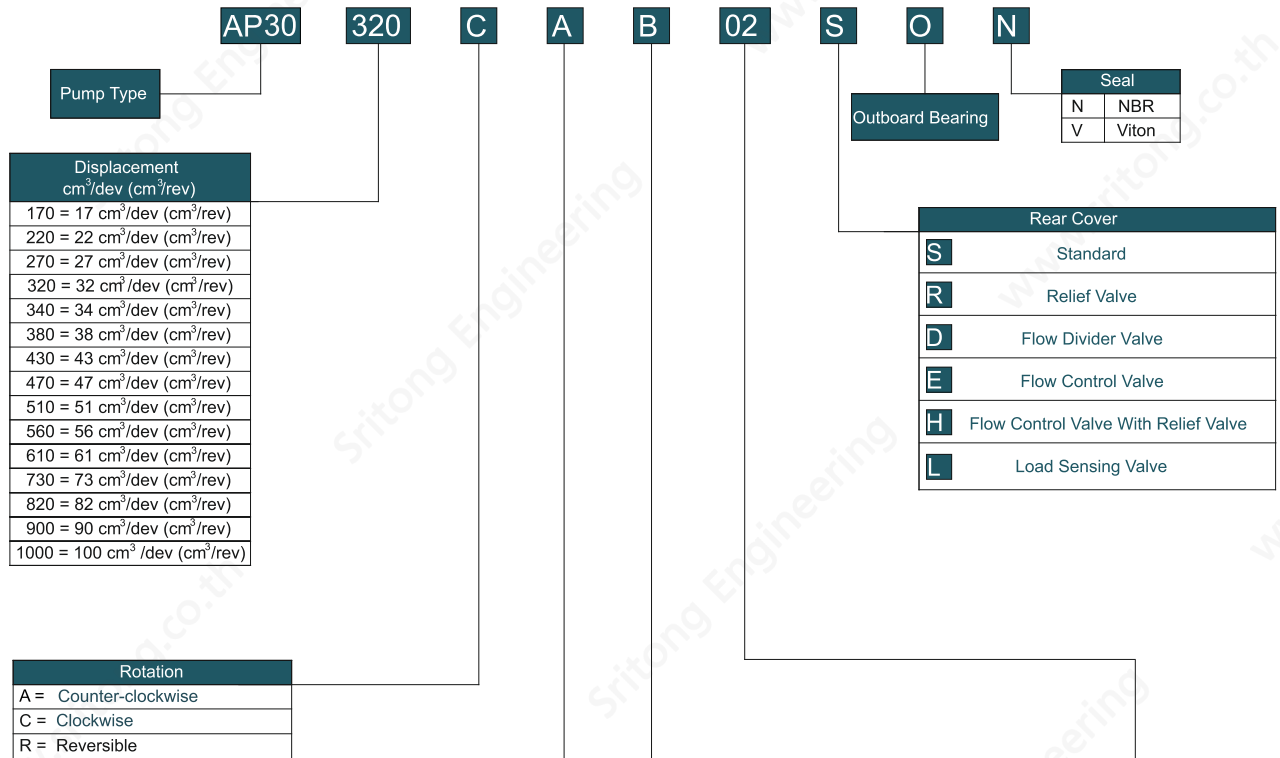 AP30 320 C A B 02 S O N
Pump Type
Outboard Bearing
Seal
N NBR
V Viton
Displacement
cm³/dev (cm³/rev)
170 = 17 cm³/dev (cm³/rev)
220 = 22 cm³/dev (cm³/rev)
270 = 27 cm³/dev (cm³/rev)
320 = 32 cm³/dev (cm³/rev)
340 = 34 cm³/dev (cm³/rev)
380 = 38 cm³/dev (cm³/rev)
430 = 43 cm³/dev (cm³/rev)
470 = 47 cm³/dev (cm³/rev)
510 = 51 cm³/dev (cm³/rev)
560 = 56 cm³/dev (cm³/rev)
610 = 61 cm³/dev (cm³/rev)
730 = 73 cm³/dev (cm³/rev)
820 = 82 cm³/dev (cm³/rev)
900 = 90 cm³/dev (cm³/rev)
1000 = 100 cm³ /dev (cm³/rev)
Rear Cover
S Standard
R Relief Valve
D Flow Divider Valve
E Flow Control Valve
H Flow Control Valve With Relief Valve
L Load Sensing Valve
Rotation
A = Counter-clockwise
C = Clockwise
R = Reversible
Sritong Engineering
Sritong Engineering
www.sritong.co.th